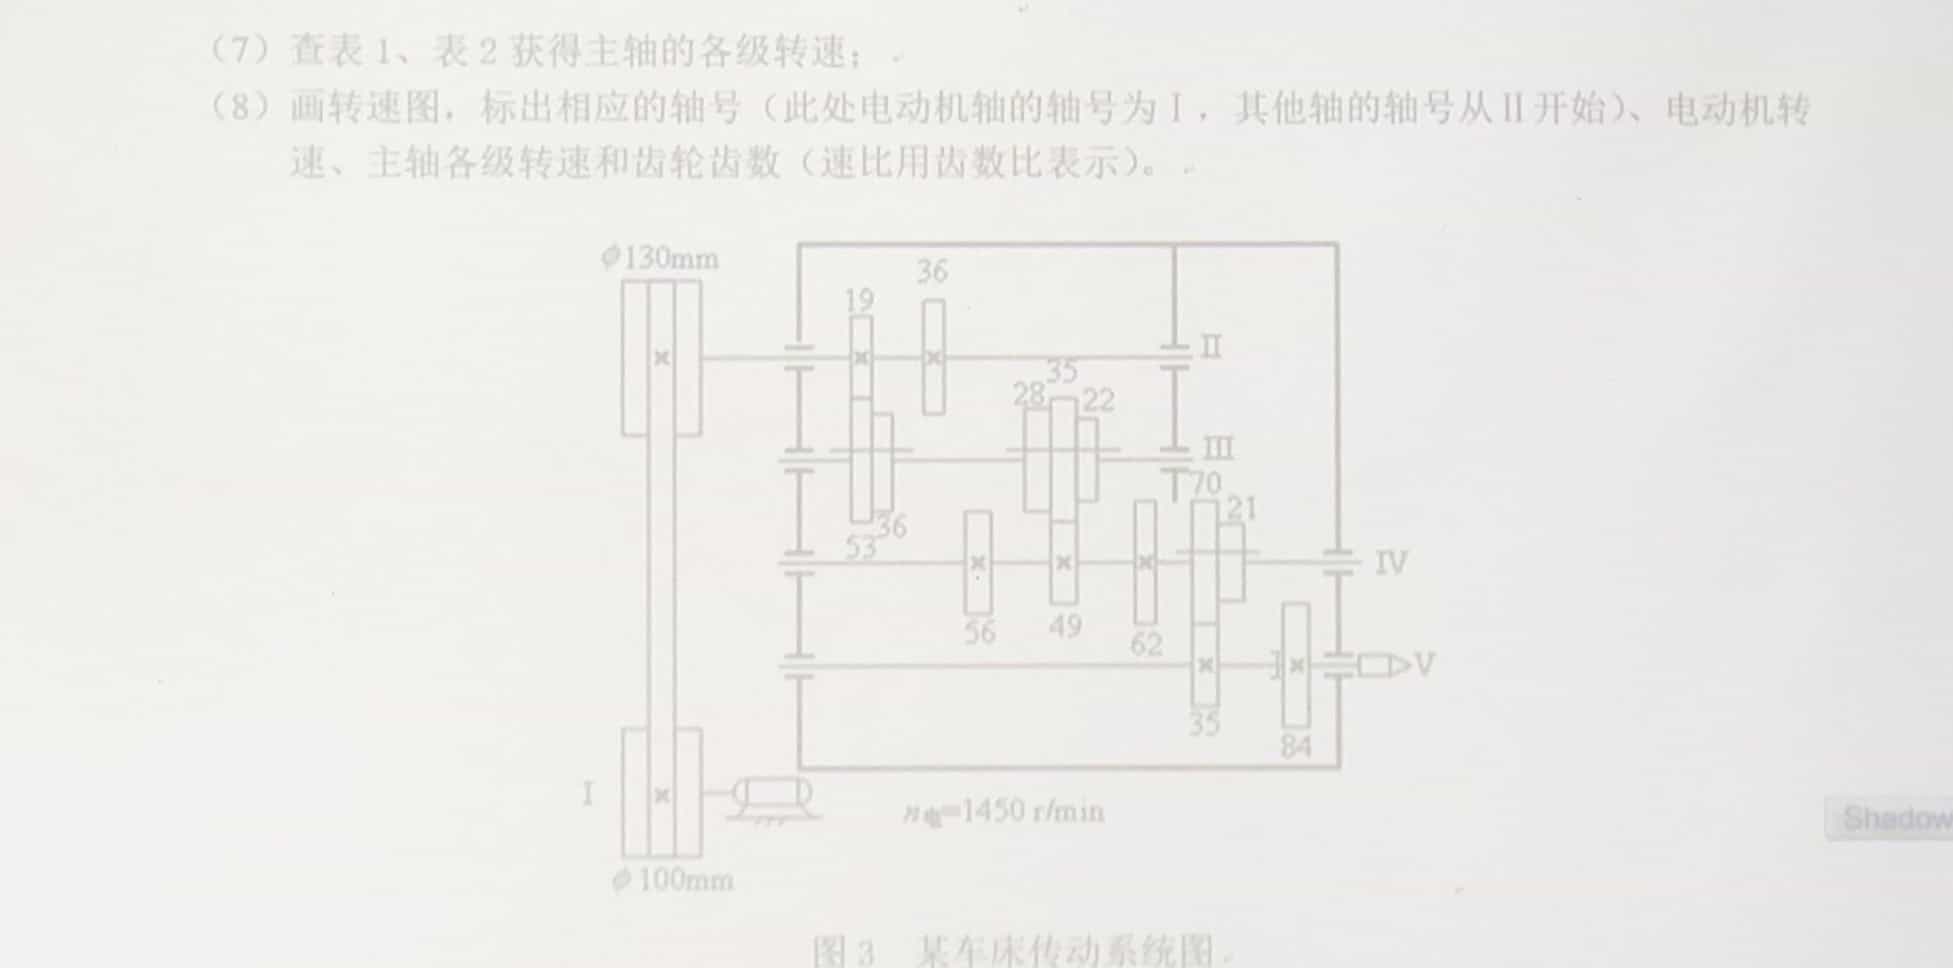 （7）查表 1、表 2 获得主轴的各级转速；
（8）画转速图，标出相应的轴号（此处电动机轴的轴号为 I，其他轴的轴号从 II 开始）、电动机转
速、主轴各级转速和齿轮齿数（速比用齿数比表示）。
ϕ130mm
36
19
II
35
28
22
III
70
21
36
53
IV
56
49
62
V
35
84
I
n电=1450 r/min
Shadow
ϕ100mm
图 3 某车床传动系统图